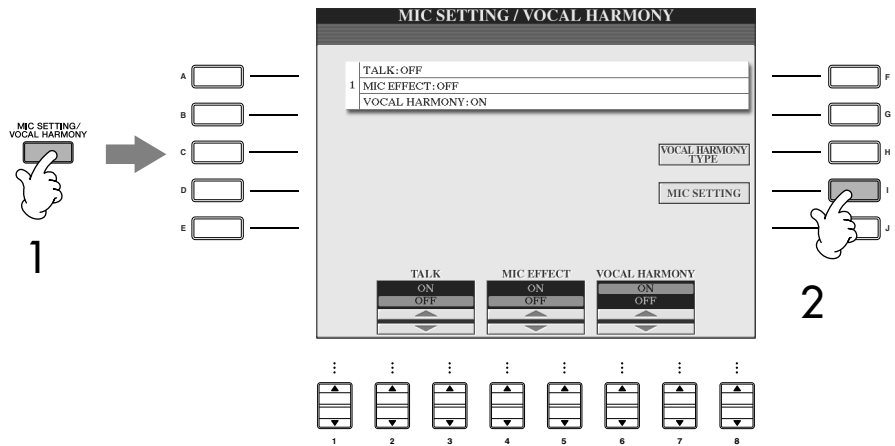 MIC SETTING / VOCAL HARMONY
TALK: OFF
1 MIC EFFECT: OFF
VOCAL HARMONY: ON
A
B
C
D
E
F
G
H
I
J
MIC SETTING/
VOCAL HARMONY
1
VOCAL HARMONY
TYPE
MIC SETTING
2
TALK MIC EFFECT VOCAL HARMONY
ON ON ON
OFF OFF OFF
1 2 3 4 5 6 7 8